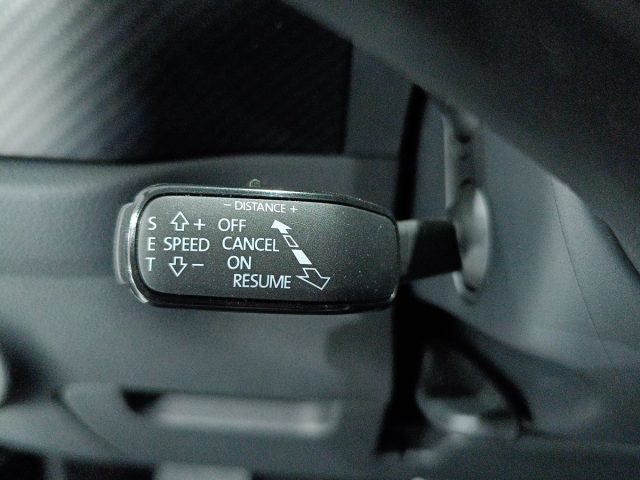 − DISTANCE +
S + OFF
E SPEED CANCEL
T − ON
RESUME